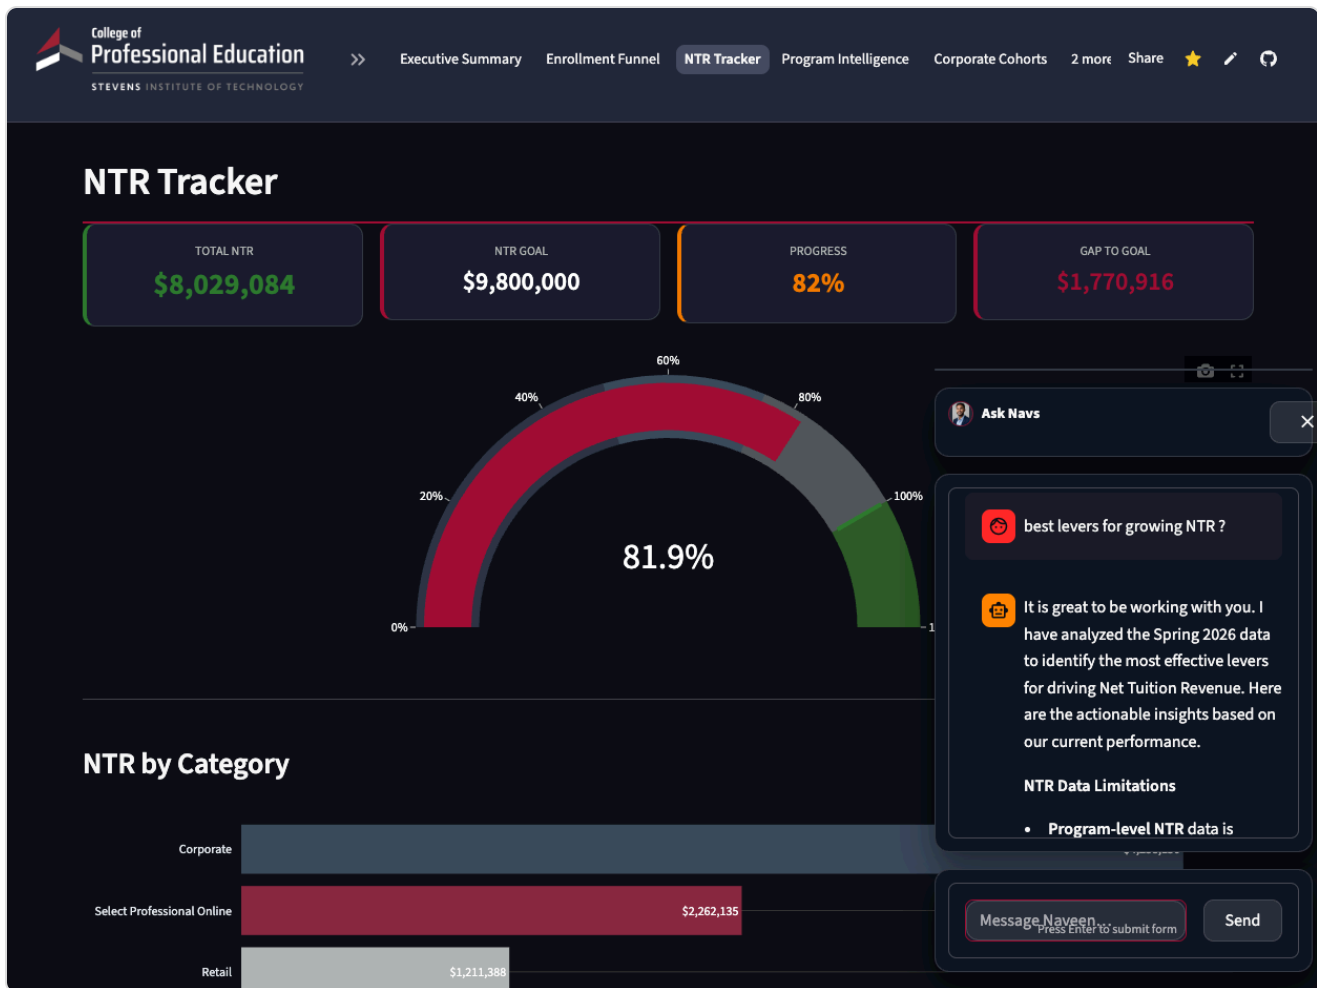 College of
Professional Education
STEVENS INSTITUTE OF TECHNOLOGY
Executive Summary
Enrollment Funnel
NTR Tracker
Program Intelligence
Corporate Cohorts
2 more
Share
NTR Tracker
TOTAL NTR
$8,029,084
NTR GOAL
$9,800,000
PROGRESS
82%
GAP TO GOAL
$1,770,916
0%
20%
40%
60%
80%
100%
81.9%
NTR by Category
Corporate
Select Professional Online
$2,262,135
Retail
$1,211,388
Ask Navs
best levers for growing NTR ?
It is great to be working with you. I
have analyzed the Spring 2026 data
to identify the most effective levers
for driving Net Tuition Revenue. Here
are the actionable insights based on
our current performance.
NTR Data Limitations
• Program-level NTR data is
Message Naveen...
Press Enter to submit form
Send